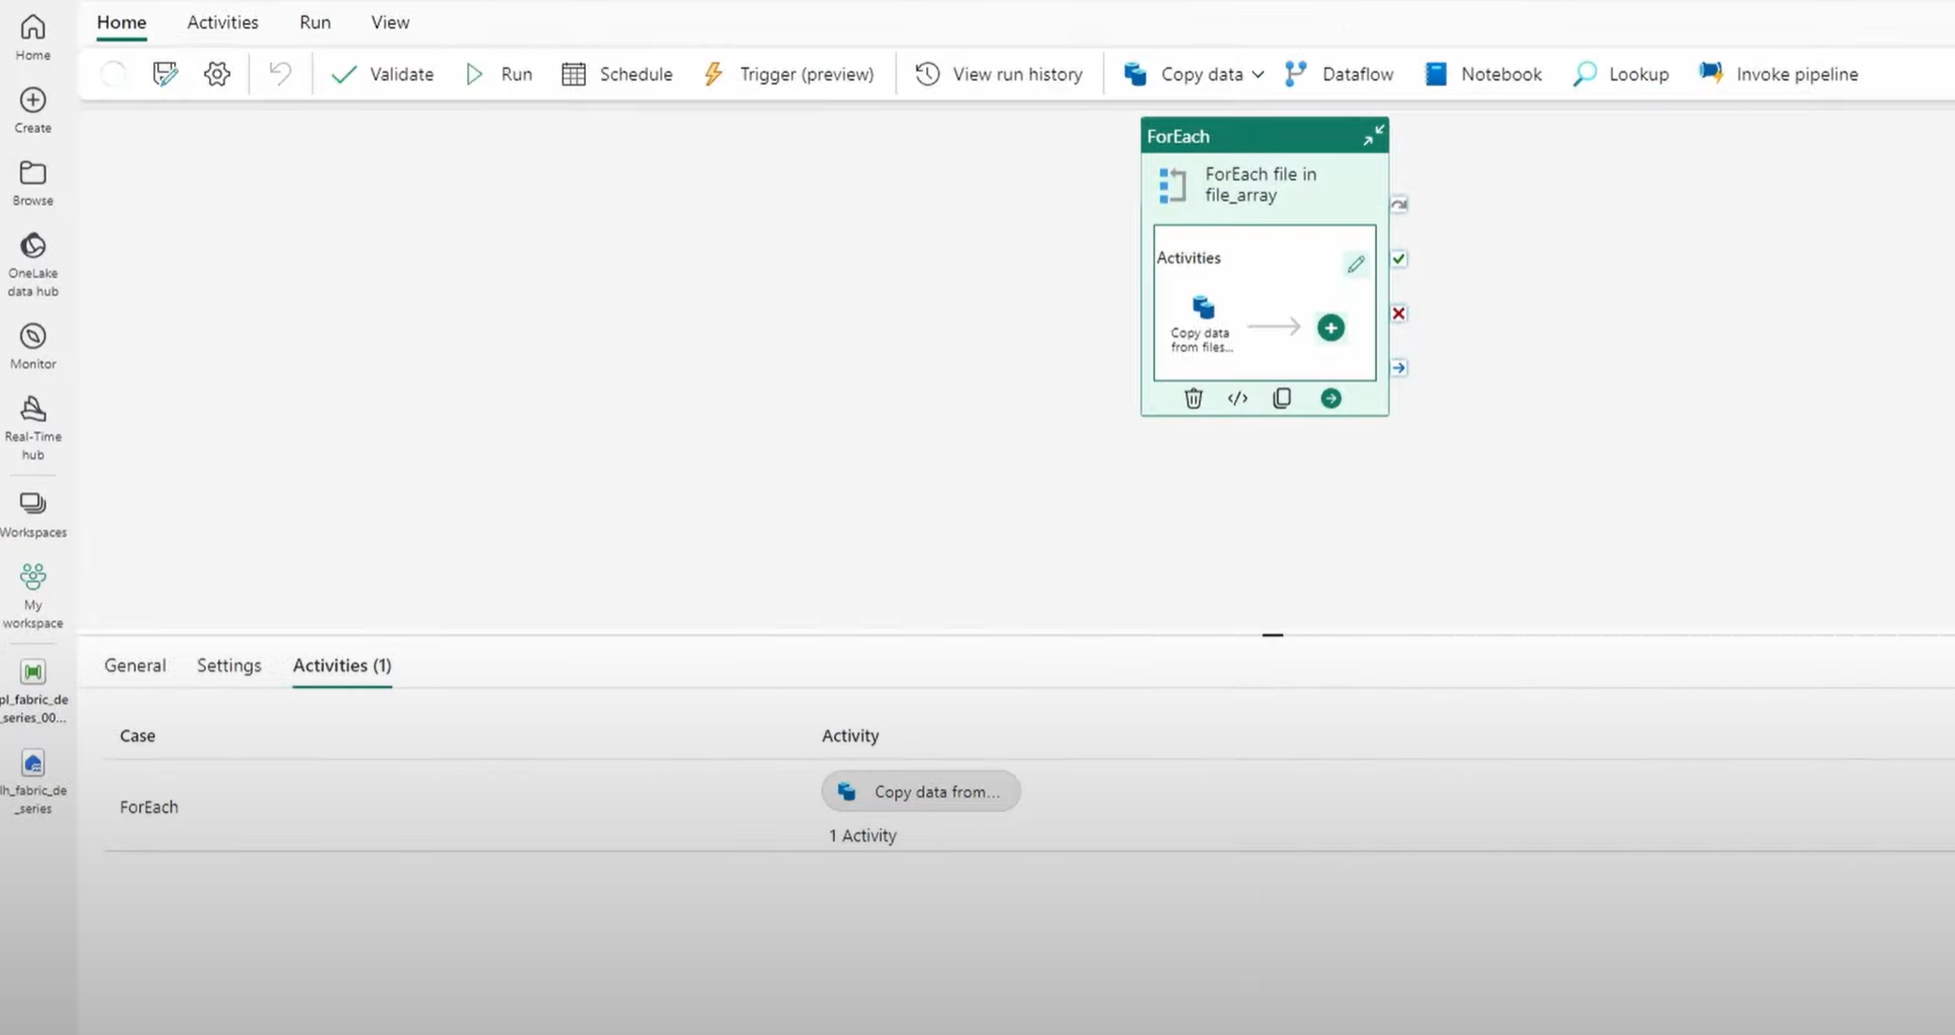 Home
Activities
Run
View
Validate
Run
Schedule
Trigger (preview)
View run history
Copy data
Dataflow
Notebook
Lookup
Invoke pipeline
Home
Create
Browse
OneLake
data hub
Monitor
Real-Time
hub
Workspaces
My
workspace
pl_fabric_de
_series_00...
lh_fabric_de
_series
ForEach
ForEach file in
file_array
Activities
Copy data
from files...
General
Settings
Activities (1)
Case
Activity
ForEach
Copy data from...
1 Activity